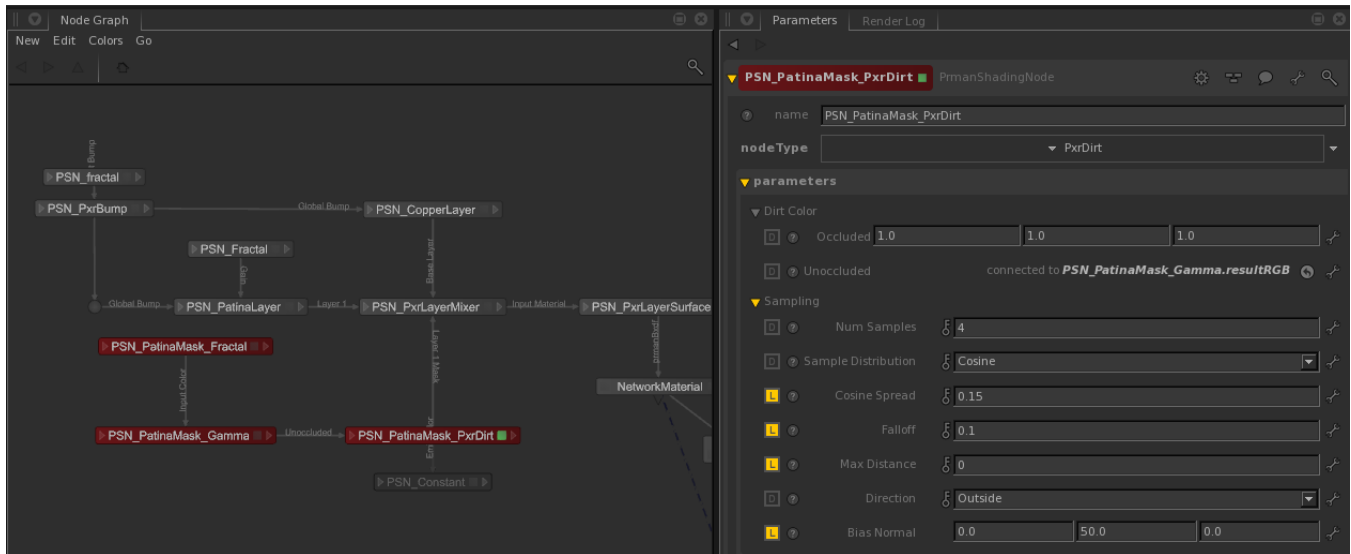 Node Graph
New Edit Colors Go
t Bump
PSN_fractal
PSN_PxrBump
Global Bump
PSN_CopperLayer
PSN_Fractal
Gain
Base Layer
Global Bump
PSN_PatinaLayer
Layer 1
PSN_PxrLayerMixer
Input Material
PSN_PxrLayerSurface
PSN_PatinaMask_Fractal
Layer 1 Mask
prmanBxdf
Input Color
NetworkMaterial
PSN_PatinaMask_Gamma
Unoccluded
PSN_PatinaMask_PxrDirt
Em
or
PSN_Constant
Parameters Render Log
PSN_PatinaMask_PxrDirt PrmanShadingNode
name PSN_PatinaMask_PxrDirt
nodeType PxrDirt
parameters
Dirt Color
D Occluded 1.0 1.0 1.0
D Unoccluded connected to PSN_PatinaMask_Gamma.resultRGB
Sampling
D Num Samples 4
D Sample Distribution Cosine
L Cosine Spread 0.15
L Falloff 0.1
L Max Distance 0
D Direction Outside
L Bias Normal 0.0 50.0 0.0